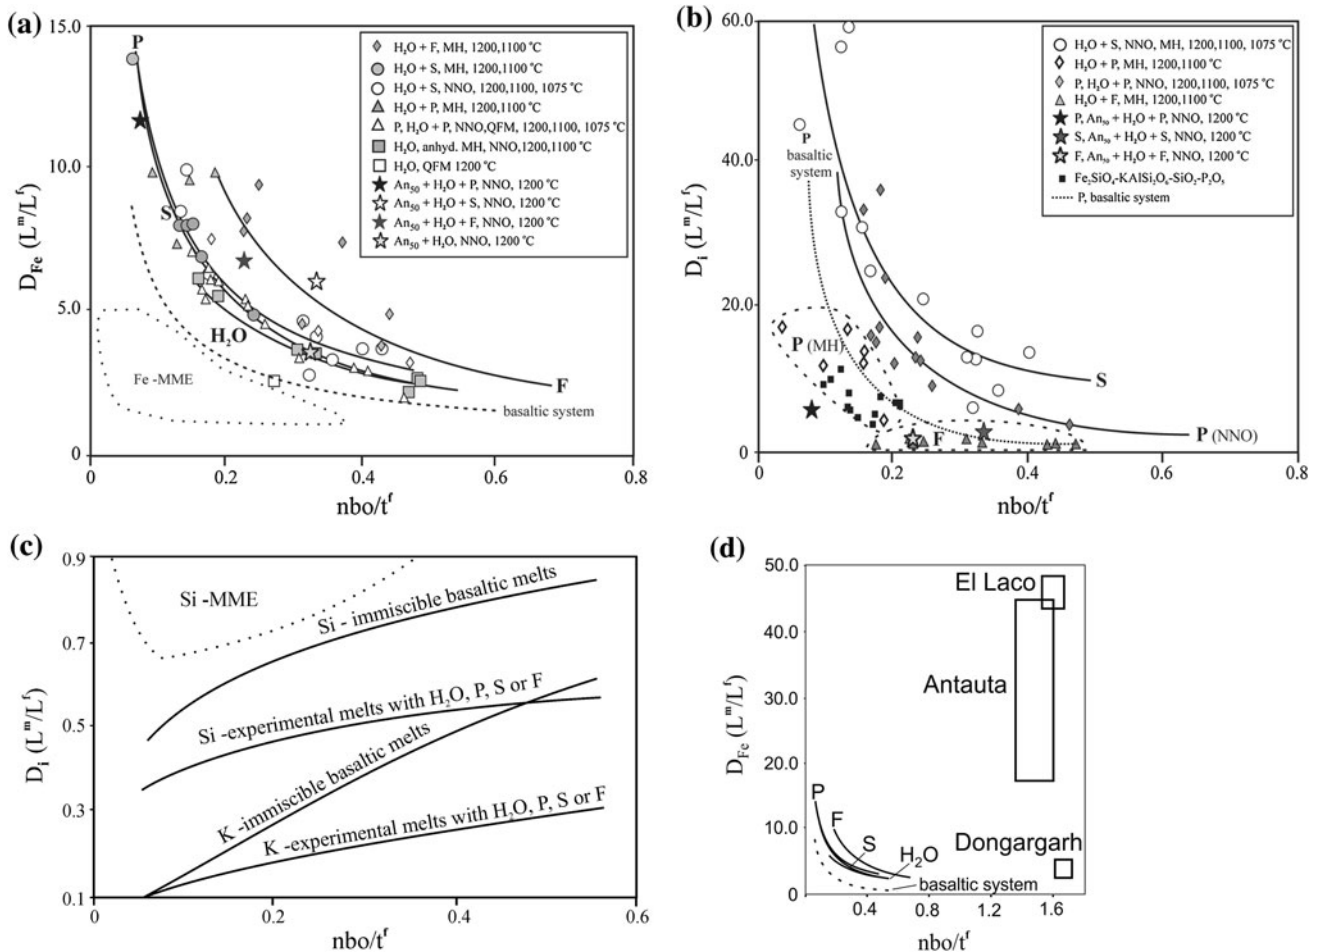 (a)
15.0
10.0
5.0
0
D_Fe (L^m/L^f)
P
S
H₂O
F
Fe -MME
basaltic system
H₂O + F, MH, 1200,1100 °C
H₂O + S, MH, 1200,1100 °C
H₂O + S, NNO, 1200,1100, 1075 °C
H₂O + P, MH, 1200,1100 °C
P, H₂O + P, NNO,QFM, 1200,1100, 1075 °C
H₂O, anhyd. MH, NNO,1200,1100 °C
H₂O, QFM 1200 °C
An₅₀ + H₂O + P, NNO, 1200 °C
An₅₀ + H₂O + S, NNO, 1200 °C
An₅₀ + H₂O + F, NNO, 1200 °C
An₅₀ + H₂O, NNO, 1200 °C
0 0.2 0.4 0.6 0.8
nbo/t^f
(b)
60.0
40.0
20.0
0
D_i (L^m/L^f)
P
basaltic
system
P (MH)
F
S
P (NNO)
H₂O + S, NNO, MH, 1200,1100, 1075 °C
H₂O + P, MH, 1200,1100 °C
P, H₂O + P, NNO, 1200,1100, 1075 °C
H₂O + F, MH, 1200,1100 °C
P, An₅₀ + H₂O + P, NNO, 1200 °C
S, An₅₀ + H₂O + S, NNO, 1200 °C
F, An₅₀ + H₂O + F, NNO, 1200 °C
Fe₂SiO₄-KAlSi₂O₆-SiO₂-P₂O₅
P, basaltic system
0 0.2 0.4 0.6 0.8
nbo/t^f
(c)
0.9
0.7
0.5
0.3
0.1
D_i (L^m/L^f)
Si -MME
Si - immiscible basaltic melts
Si -experimental melts with H₂O, P, S or F
K -immiscible basaltic melts
K -experimental melts with H₂O, P, S or F
0 0.2 0.4 0.6
nbo/t^f
(d)
50.0
40.0
30.0
20.0
10.0
0
D_Fe (L^m/L^f)
El Laco
Antauta
Dongargarh
P
F
S
H₂O
basaltic system
0.4 0.8 1.2 1.6
nbo/t^f